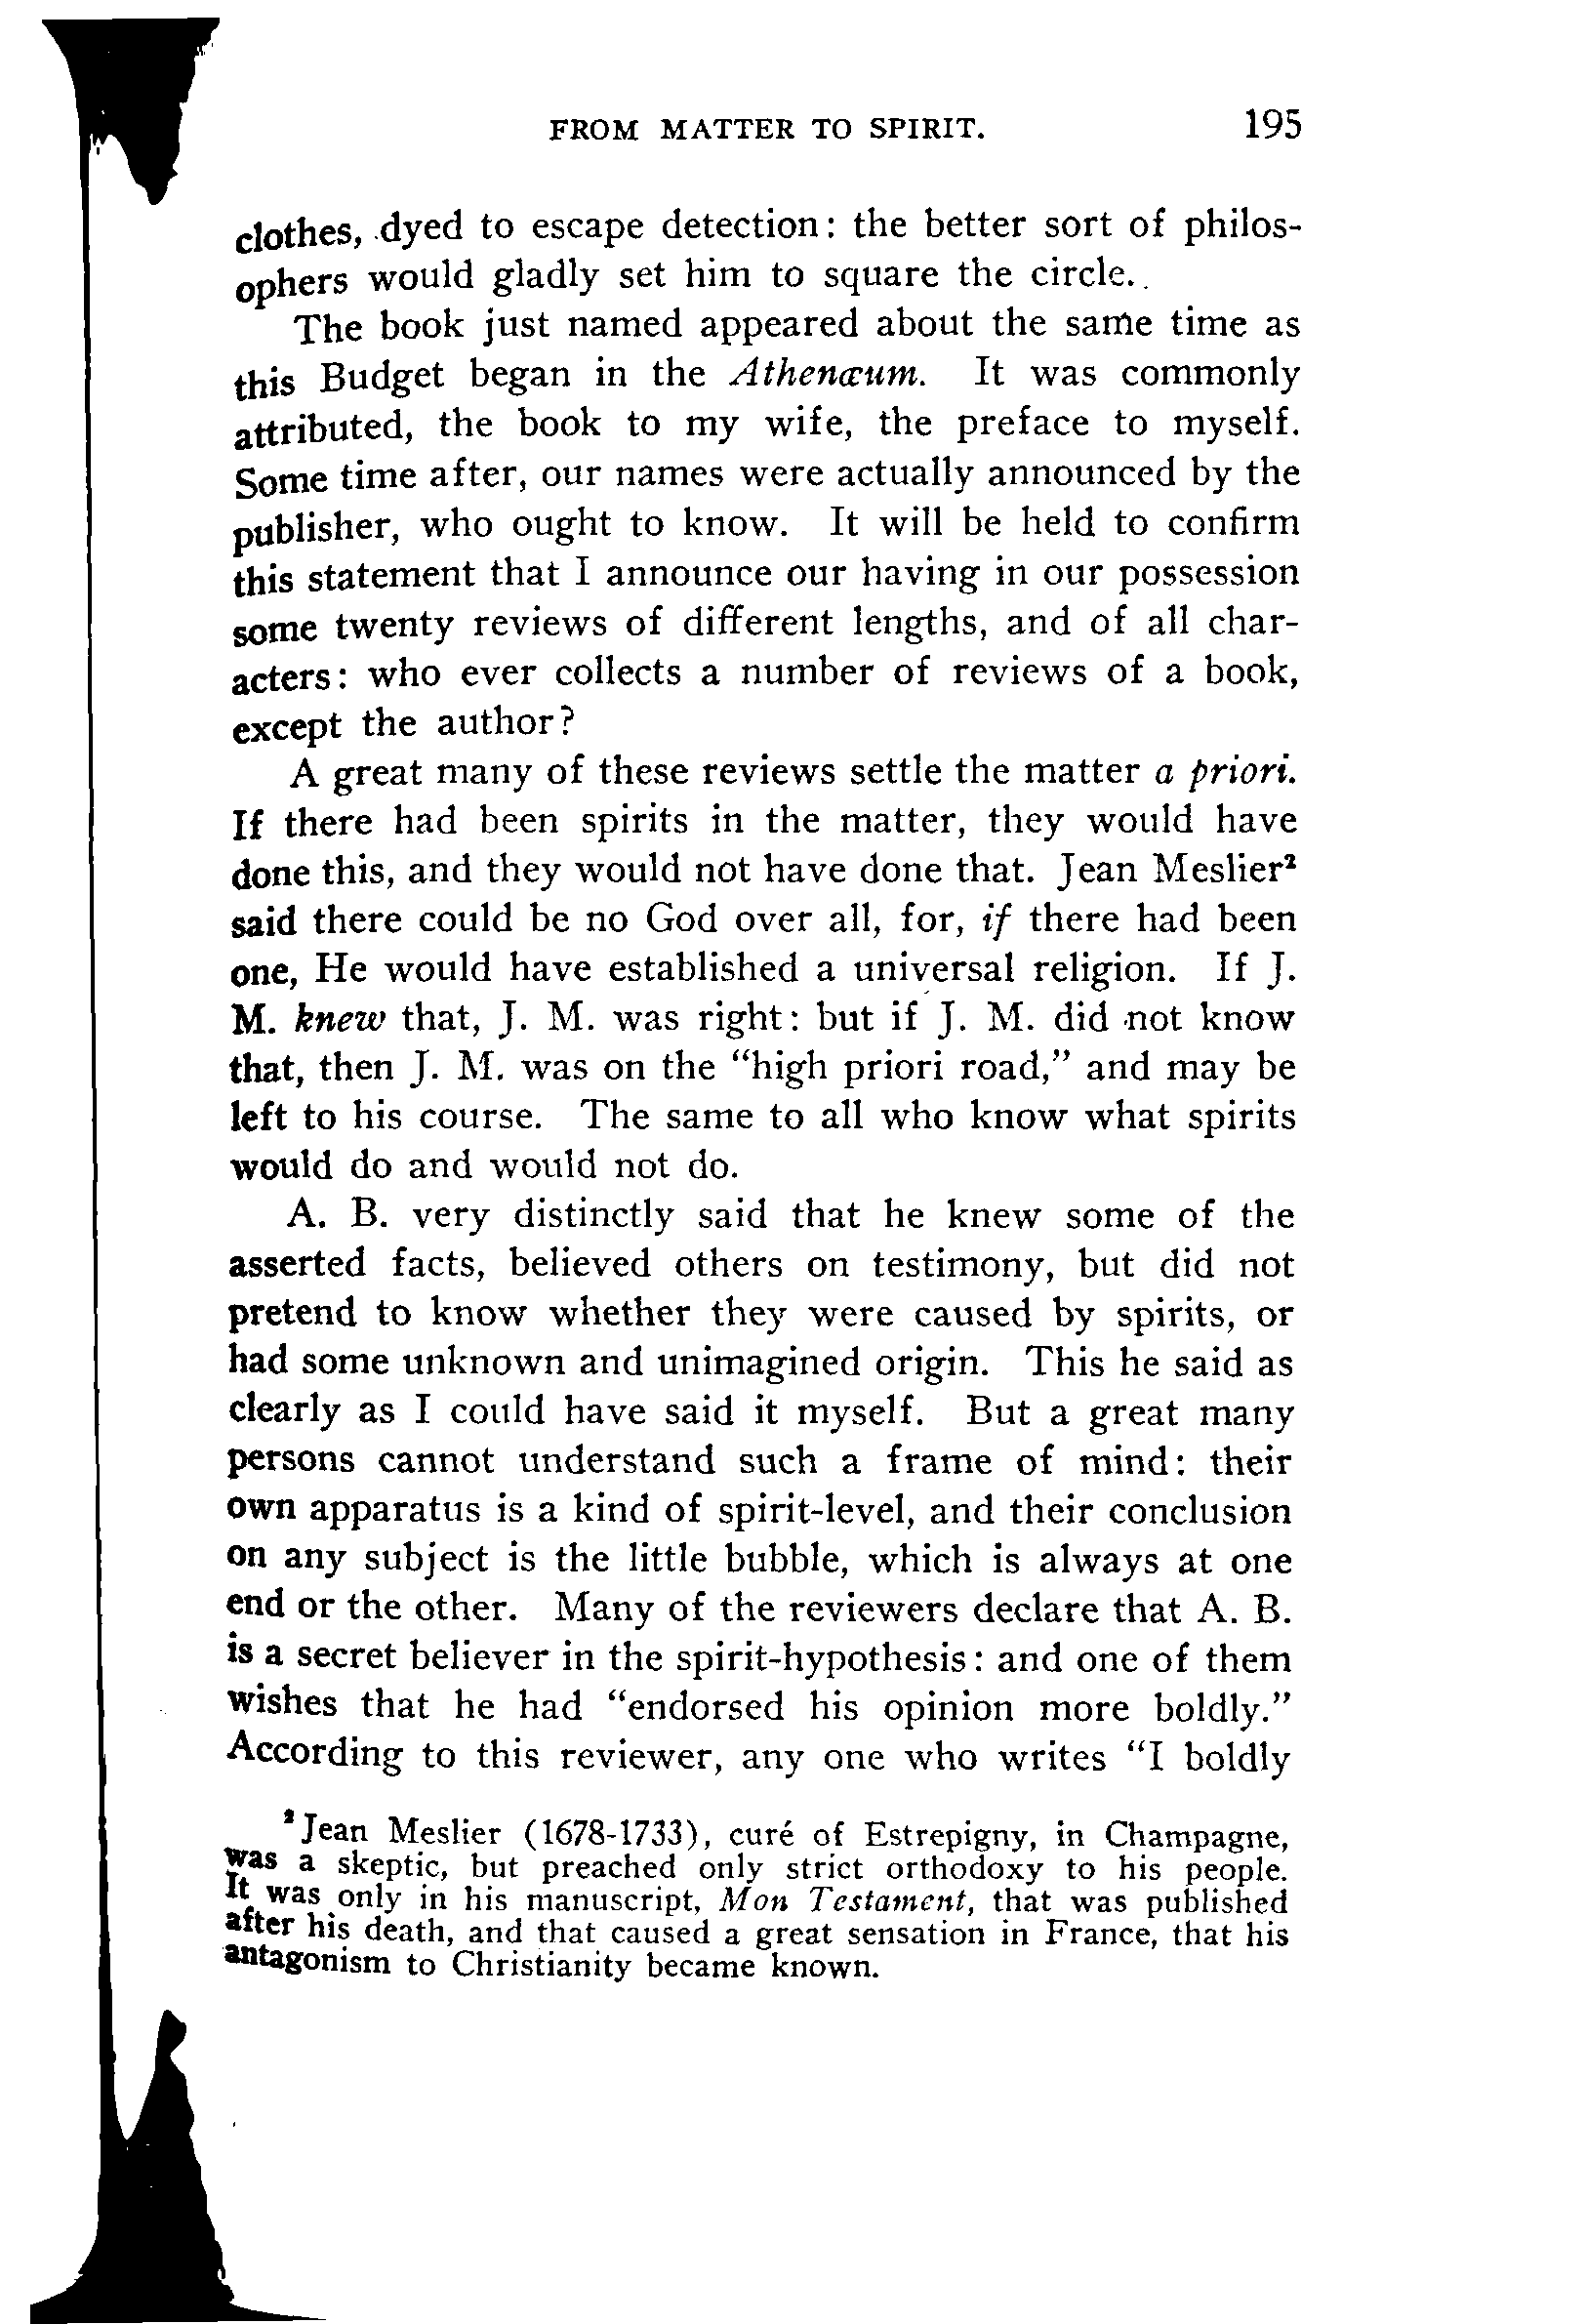 FROM MATTER TO SPIRIT. 195
clothes, dyed to escape detection: the better sort of philos-
ophers would gladly set him to square the circle.
The book just named appeared about the same time as
this Budget began in the Athenæum. It was commonly
attributed, the book to my wife, the preface to myself.
Some time after, our names were actually announced by the
publisher, who ought to know. It will be held to confirm
this statement that I announce our having in our possession
some twenty reviews of different lengths, and of all char-
acters: who ever collects a number of reviews of a book,
except the author?
A great many of these reviews settle the matter a priori.
If there had been spirits in the matter, they would have
done this, and they would not have done that. Jean Meslier²
said there could be no God over all, for, if there had been
one, He would have established a universal religion. If J.
M. knew that, J. M. was right: but if J. M. did not know
that, then J. M. was on the “high priori road,” and may be
left to his course. The same to all who know what spirits
would do and would not do.
A. B. very distinctly said that he knew some of the
asserted facts, believed others on testimony, but did not
pretend to know whether they were caused by spirits, or
had some unknown and unimagined origin. This he said as
clearly as I could have said it myself. But a great many
persons cannot understand such a frame of mind: their
own apparatus is a kind of spirit-level, and their conclusion
on any subject is the little bubble, which is always at one
end or the other. Many of the reviewers declare that A. B.
is a secret believer in the spirit-hypothesis: and one of them
wishes that he had “endorsed his opinion more boldly.”
According to this reviewer, any one who writes “I boldly
²Jean Meslier (1678-1733), curé of Estrepigny, in Champagne,
was a skeptic, but preached only strict orthodoxy to his people.
It was only in his manuscript, Mon Testament, that was published
after his death, and that caused a great sensation in France, that his
antagonism to Christianity became known.